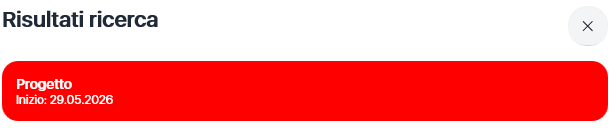 Risultati ricerca
Progetto
Inizio: 29.05.2026